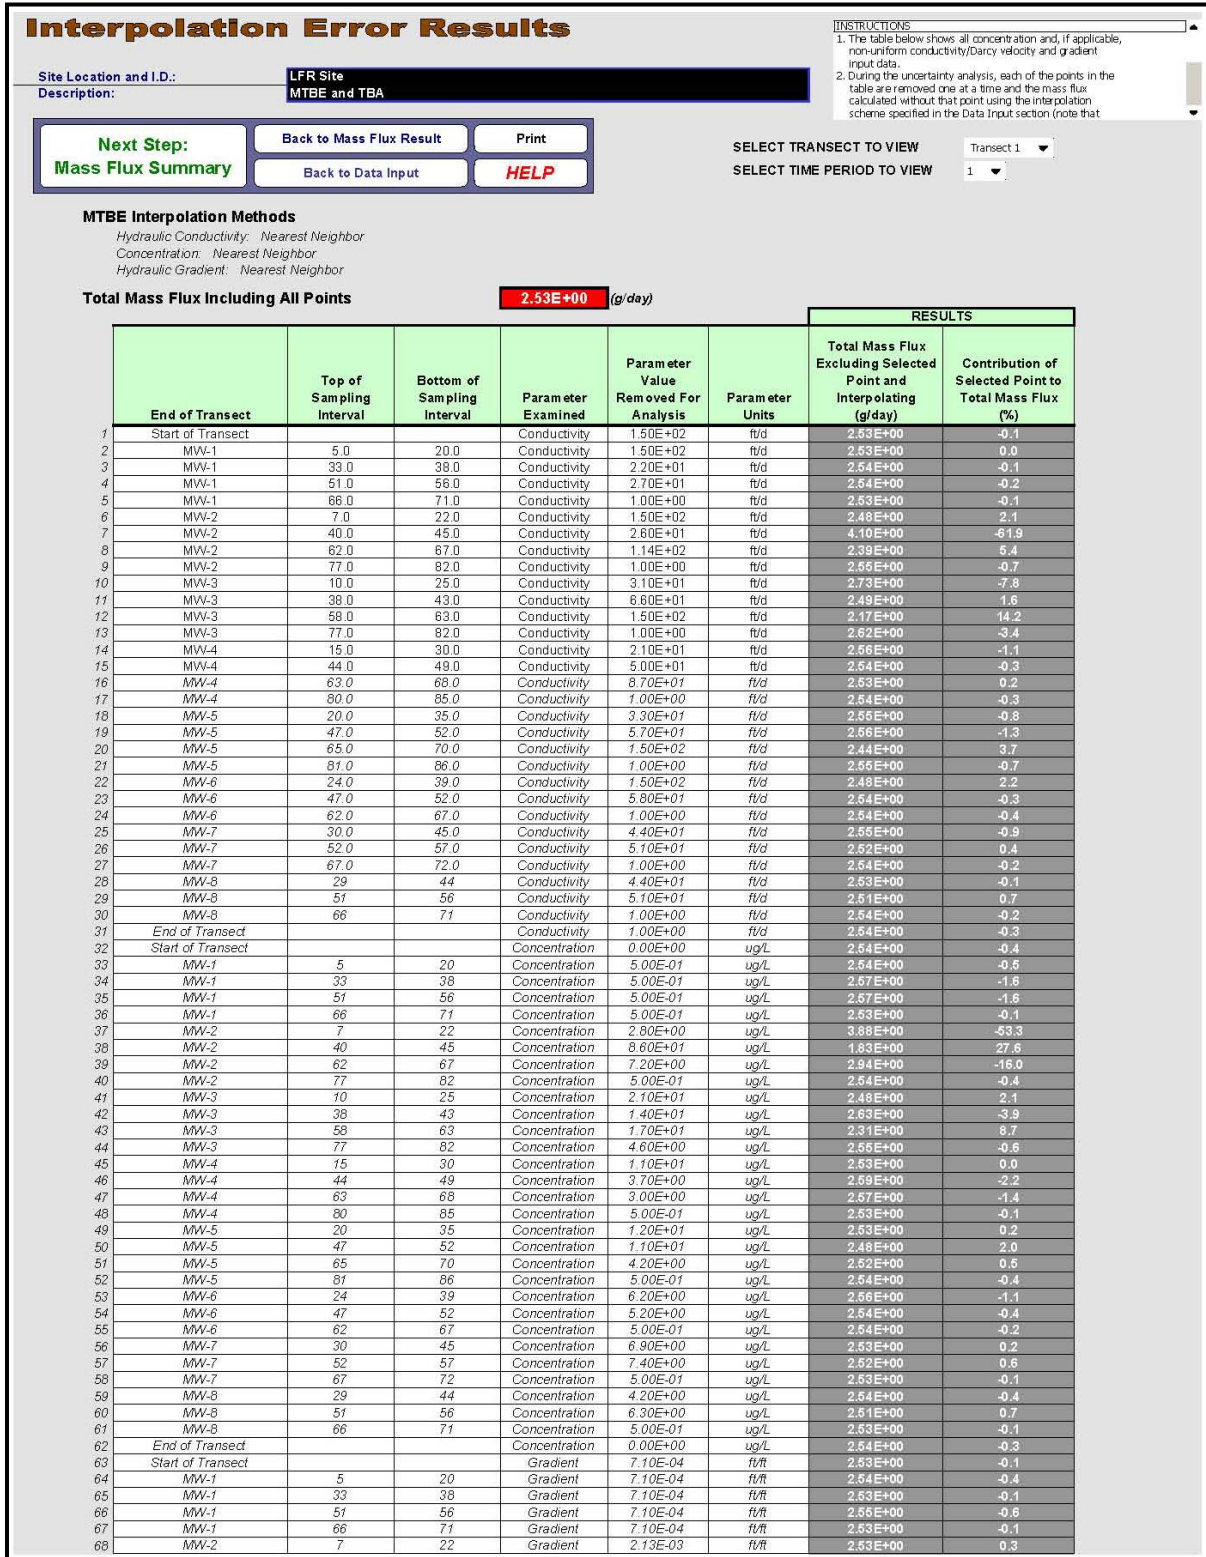 Interpolation Error Results
INSTRUCTIONS
1. The table below shows all concentration and, if applicable,
non-uniform conductivity/Darcy velocity and gradient
input data.
2. During the uncertainty analysis, each of the points in the
table are removed one at a time and the mass flux
calculated without that point using the interpolation
scheme specified in the Data Input section (note that
Site Location and I.D.: LFR Site
Description: MTBE and TBA
Next Step:
Mass Flux Summary
Back to Mass Flux Result
Print
Back to Data Input
HELP
SELECT TRANSECT TO VIEW Transect 1
SELECT TIME PERIOD TO VIEW 1
MTBE Interpolation Methods
Hydraulic Conductivity: Nearest Neighbor
Concentration: Nearest Neighbor
Hydraulic Gradient: Nearest Neighbor
Total Mass Flux Including All Points 2.53E+00 (g/day)
RESULTS
End of Transect
Top of
Sampling
Interval
Bottom of
Sampling
Interval
Parameter
Examined
Parameter
Value
Removed For
Analysis
Parameter
Units
Total Mass Flux
Excluding Selected
Point and
Interpolating
(g/day)
Contribution of
Selected Point to
Total Mass Flux
(%)
1 Start of Transect Conductivity 1.50E+02 ft/d 2.53E+00 -0.1
2 MW-1 5.0 20.0 Conductivity 1.50E+02 ft/d 2.53E+00 0.0
3 MW-1 33.0 38.0 Conductivity 2.20E+01 ft/d 2.54E+00 -0.1
4 MW-1 51.0 56.0 Conductivity 2.70E+01 ft/d 2.54E+00 -0.2
5 MW-1 66.0 71.0 Conductivity 1.00E+00 ft/d 2.53E+00 -0.1
6 MW-2 7.0 22.0 Conductivity 1.50E+02 ft/d 2.48E+00 2.1
7 MW-2 40.0 45.0 Conductivity 2.60E+01 ft/d 4.10E+00 -61.9
8 MW-2 62.0 67.0 Conductivity 1.14E+02 ft/d 2.39E+00 5.4
9 MW-2 77.0 82.0 Conductivity 1.00E+00 ft/d 2.55E+00 -0.7
10 MW-3 10.0 25.0 Conductivity 3.10E+01 ft/d 2.73E+00 -7.8
11 MW-3 38.0 43.0 Conductivity 6.60E+01 ft/d 2.49E+00 1.6
12 MW-3 58.0 63.0 Conductivity 1.50E+02 ft/d 2.17E+00 14.2
13 MW-3 77.0 82.0 Conductivity 1.00E+00 ft/d 2.62E+00 -3.4
14 MW-4 15.0 30.0 Conductivity 2.10E+01 ft/d 2.56E+00 -1.1
15 MW-4 44.0 49.0 Conductivity 5.00E+01 ft/d 2.54E+00 -0.3
16 MW-4 63.0 68.0 Conductivity 8.70E+01 ft/d 2.53E+00 0.2
17 MW-4 80.0 85.0 Conductivity 1.00E+00 ft/d 2.54E+00 -0.3
18 MW-5 20.0 35.0 Conductivity 3.30E+01 ft/d 2.55E+00 -0.8
19 MW-5 47.0 52.0 Conductivity 5.70E+01 ft/d 2.56E+00 -1.3
20 MW-5 65.0 70.0 Conductivity 1.50E+02 ft/d 2.44E+00 3.7
21 MW-5 81.0 86.0 Conductivity 1.00E+00 ft/d 2.55E+00 -0.7
22 MW-6 24.0 39.0 Conductivity 1.50E+02 ft/d 2.48E+00 2.2
23 MW-6 47.0 52.0 Conductivity 5.80E+01 ft/d 2.54E+00 -0.3
24 MW-6 62.0 67.0 Conductivity 1.00E+00 ft/d 2.54E+00 -0.4
25 MW-7 30.0 45.0 Conductivity 4.40E+01 ft/d 2.55E+00 -0.9
26 MW-7 52.0 57.0 Conductivity 5.10E+01 ft/d 2.52E+00 0.4
27 MW-7 67.0 72.0 Conductivity 1.00E+00 ft/d 2.54E+00 -0.2
28 MW-8 29 44 Conductivity 4.40E+01 ft/d 2.53E+00 -0.1
29 MW-8 51 56 Conductivity 5.10E+01 ft/d 2.51E+00 0.7
30 MW-8 66 71 Conductivity 1.00E+00 ft/d 2.54E+00 -0.2
31 End of Transect Conductivity 1.00E+00 ft/d 2.54E+00 -0.3
32 Start of Transect Concentration 0.00E+00 ug/L 2.54E+00 -0.4
33 MW-1 5 20 Concentration 5.00E-01 ug/L 2.54E+00 -0.5
34 MW-1 33 38 Concentration 5.00E-01 ug/L 2.57E+00 -1.6
35 MW-1 51 56 Concentration 5.00E-01 ug/L 2.57E+00 -1.6
36 MW-1 66 71 Concentration 5.00E-01 ug/L 2.53E+00 -0.1
37 MW-2 7 22 Concentration 2.80E+00 ug/L 3.88E+00 -53.3
38 MW-2 40 45 Concentration 8.60E+01 ug/L 1.83E+00 27.6
39 MW-2 62 67 Concentration 7.20E+00 ug/L 2.94E+00 -16.0
40 MW-2 77 82 Concentration 5.00E-01 ug/L 2.54E+00 -0.4
41 MW-3 10 25 Concentration 2.10E+01 ug/L 2.48E+00 2.1
42 MW-3 38 43 Concentration 1.40E+01 ug/L 2.63E+00 -3.9
43 MW-3 58 63 Concentration 1.70E+01 ug/L 2.31E+00 8.7
44 MW-3 77 82 Concentration 4.60E+00 ug/L 2.55E+00 -0.6
45 MW-4 15 30 Concentration 1.10E+01 ug/L 2.53E+00 0.0
46 MW-4 44 49 Concentration 3.70E+00 ug/L 2.59E+00 -2.2
47 MW-4 63 68 Concentration 3.00E+00 ug/L 2.57E+00 -1.4
48 MW-4 80 85 Concentration 5.00E-01 ug/L 2.53E+00 -0.1
49 MW-5 20 35 Concentration 1.20E+01 ug/L 2.53E+00 0.2
50 MW-5 47 52 Concentration 1.10E+01 ug/L 2.48E+00 2.0
51 MW-5 65 70 Concentration 4.20E+00 ug/L 2.52E+00 0.5
52 MW-5 81 86 Concentration 5.00E-01 ug/L 2.54E+00 -0.4
53 MW-6 24 39 Concentration 6.20E+00 ug/L 2.56E+00 -1.1
54 MW-6 47 52 Concentration 5.20E+00 ug/L 2.54E+00 -0.4
55 MW-6 62 67 Concentration 5.00E-01 ug/L 2.54E+00 -0.2
56 MW-7 30 45 Concentration 6.90E+00 ug/L 2.53E+00 0.2
57 MW-7 52 57 Concentration 7.40E+00 ug/L 2.52E+00 0.6
58 MW-7 67 72 Concentration 5.00E-01 ug/L 2.53E+00 -0.1
59 MW-8 29 44 Concentration 4.20E+00 ug/L 2.54E+00 -0.4
60 MW-8 51 56 Concentration 6.30E+00 ug/L 2.51E+00 0.7
61 MW-8 66 71 Concentration 5.00E-01 ug/L 2.53E+00 -0.1
62 End of Transect Concentration 0.00E+00 ug/L 2.54E+00 -0.3
63 Start of Transect Gradient 7.10E-04 ft/ft 2.53E+00 -0.1
64 MW-1 5 20 Gradient 7.10E-04 ft/ft 2.54E+00 -0.4
65 MW-1 33 38 Gradient 7.10E-04 ft/ft 2.53E+00 -0.1
66 MW-1 51 56 Gradient 7.10E-04 ft/ft 2.55E+00 -0.6
67 MW-1 66 71 Gradient 7.10E-04 ft/ft 2.53E+00 -0.1
68 MW-2 7 22 Gradient 2.13E-03 ft/ft 2.53E+00 0.3